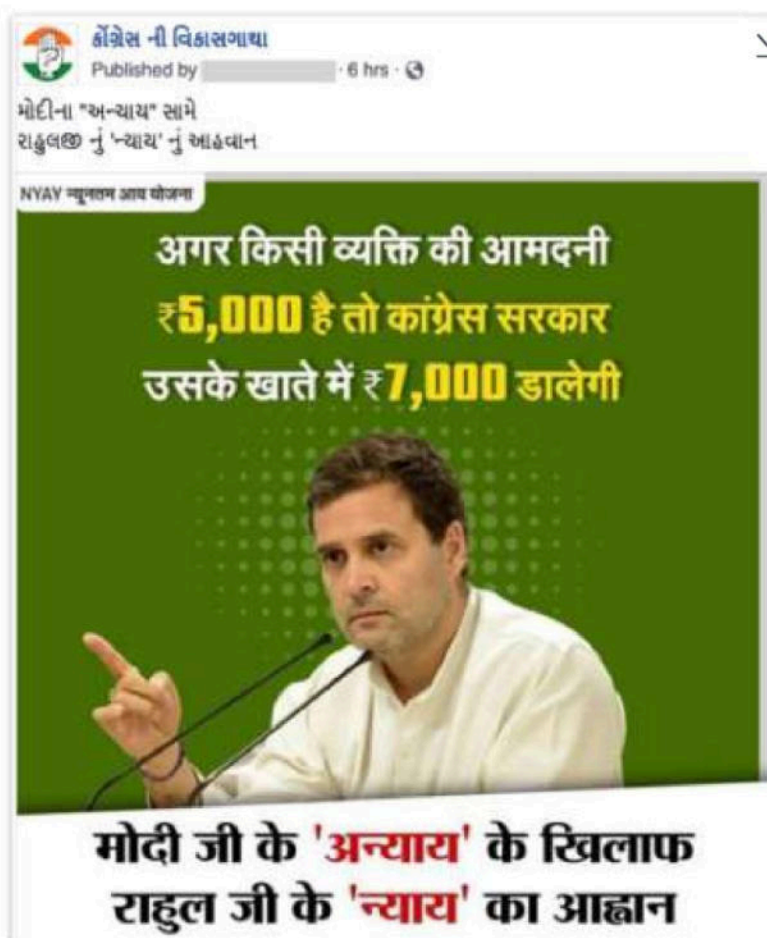 કોંગ્રેસ ની વિકાસગાથા
Published by · 6 hrs ·
મોદીના "અન્યાય" સામે
રાહુલજી નું 'ન્યાય' નું આહવાન
NYAY न्यूनतम आय योजना
अगर किसी व्यक्ति की आमदनी
₹5,000 है तो कांग्रेस सरकार
उसके खाते में ₹7,000 डालेगी
मोदी जी के 'अन्याय' के खिलाफ
राहुल जी के 'न्याय' का आह्वान